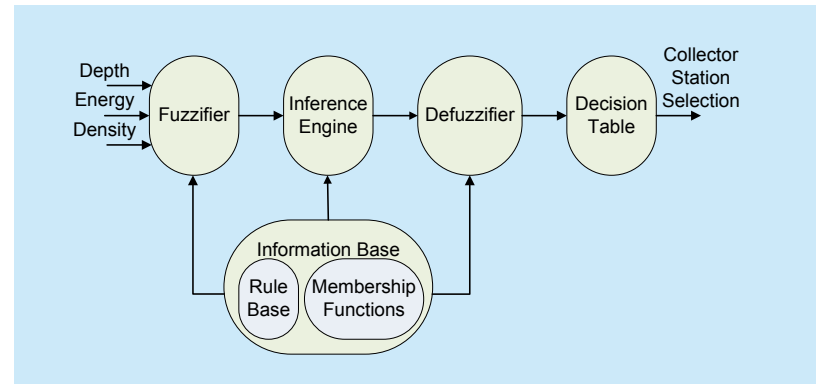 Depth
Energy
Density
Fuzzifier
Inference
Engine
Defuzzifier
Decision
Table
Collector
Station
Selection
Information Base
Rule
Base
Membership
Functions